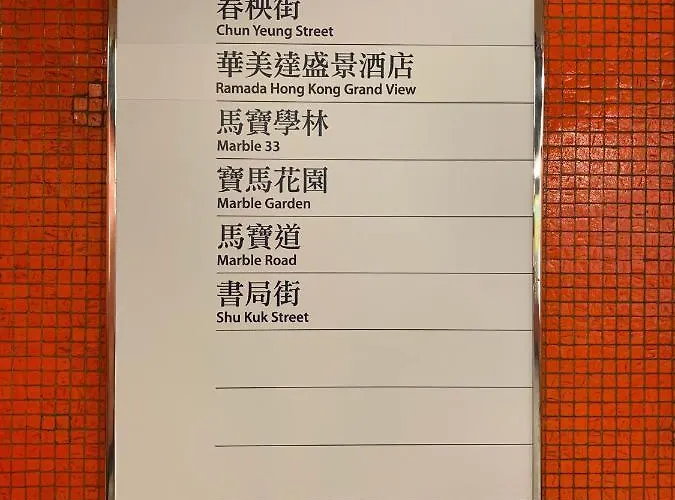 春秧街
Chun Yeung Street
華美達盛景酒店
Ramada Hong Kong Grand View
馬寶學林
Marble 33
寶馬花園
Marble Garden
馬寶道
Marble Road
書局街
Shu Kuk Street